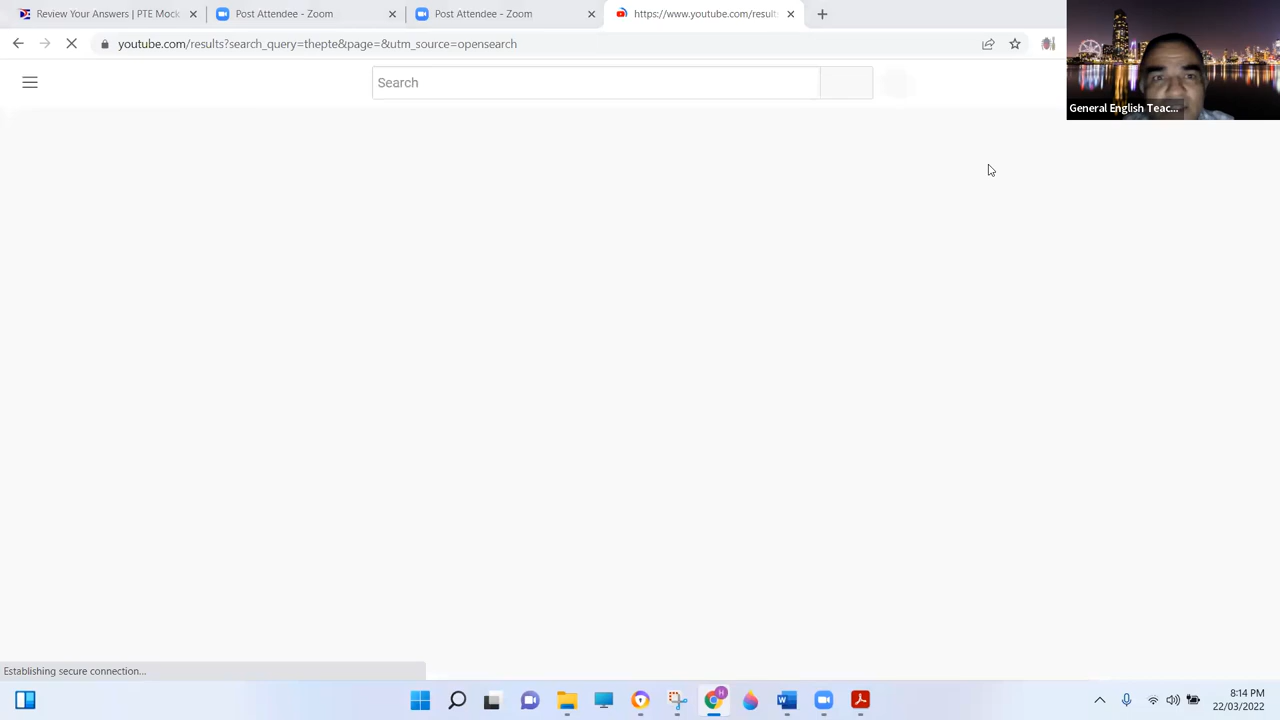 Review Your Answers | PTE Mock
Post Attendee - Zoom
Post Attendee - Zoom
https://www.youtube.com/result
youtube.com/results?search_query=thepte&page=&utm_source=opensearch
Search
General English Teac...
Establishing secure connection...
H
W
8:14 PM
22/03/2022